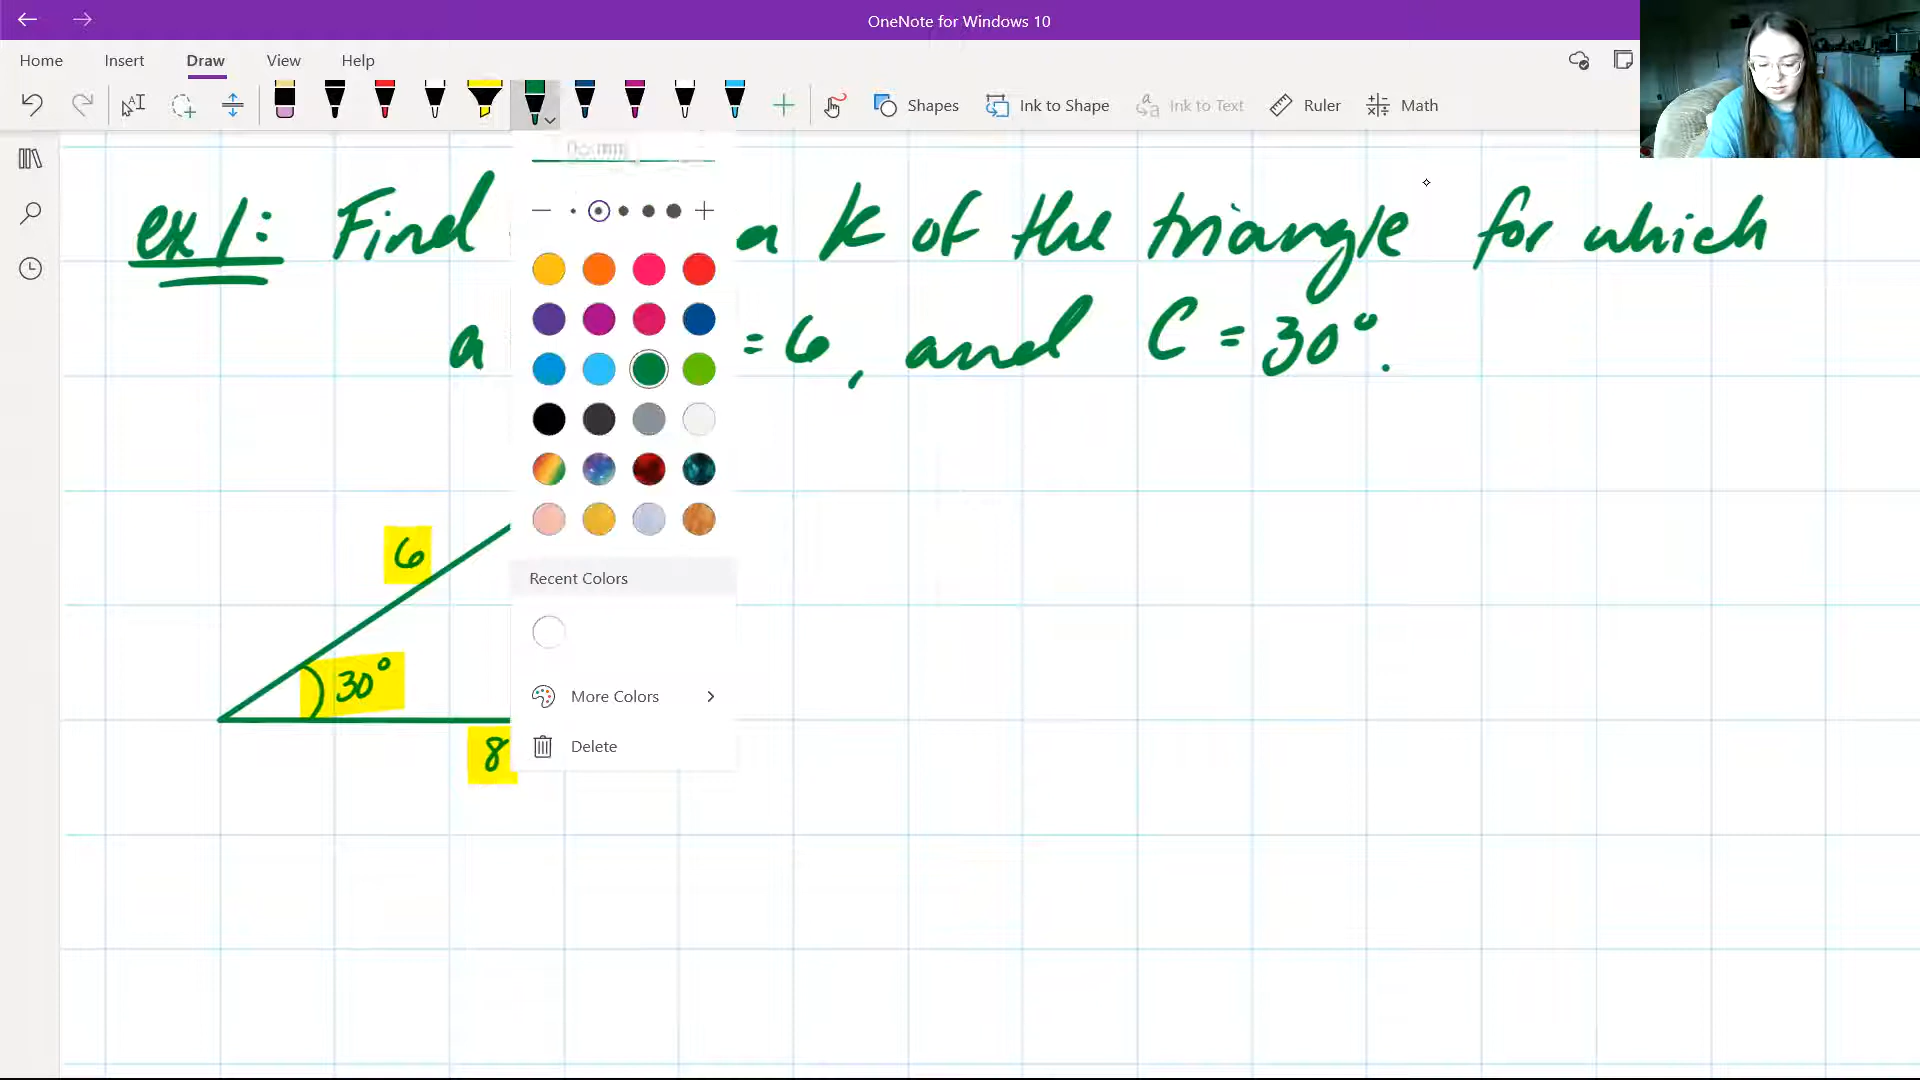 OneNote for Windows 10
Home Insert Draw View Help
Shapes Ink to Shape Ink to Text Ruler Math
ex 1: Find a K of the triangle for which
a = 6, and C = 30°.
6
30°
8
Recent Colors
More Colors
Delete